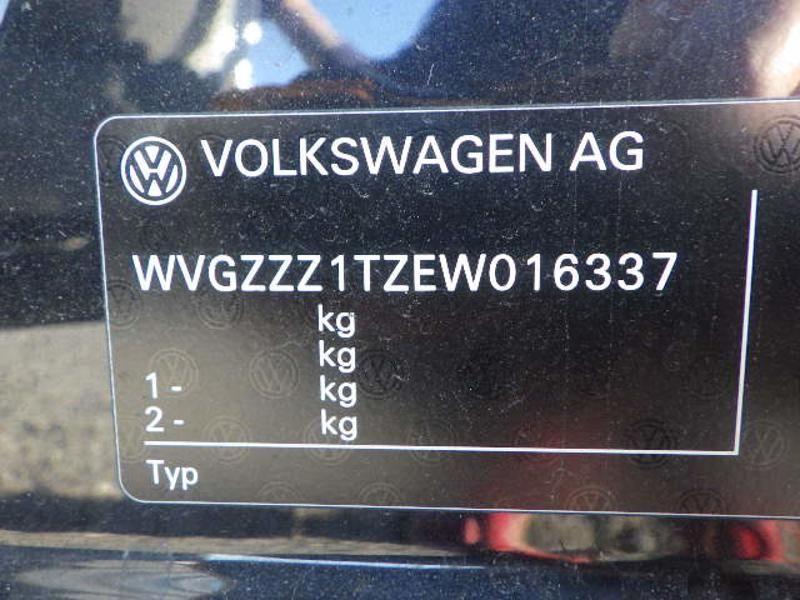 VOLKSWAGEN AG
WVGZZZ1TZEW016337
kg
kg
1 - kg
2 - kg
Typ